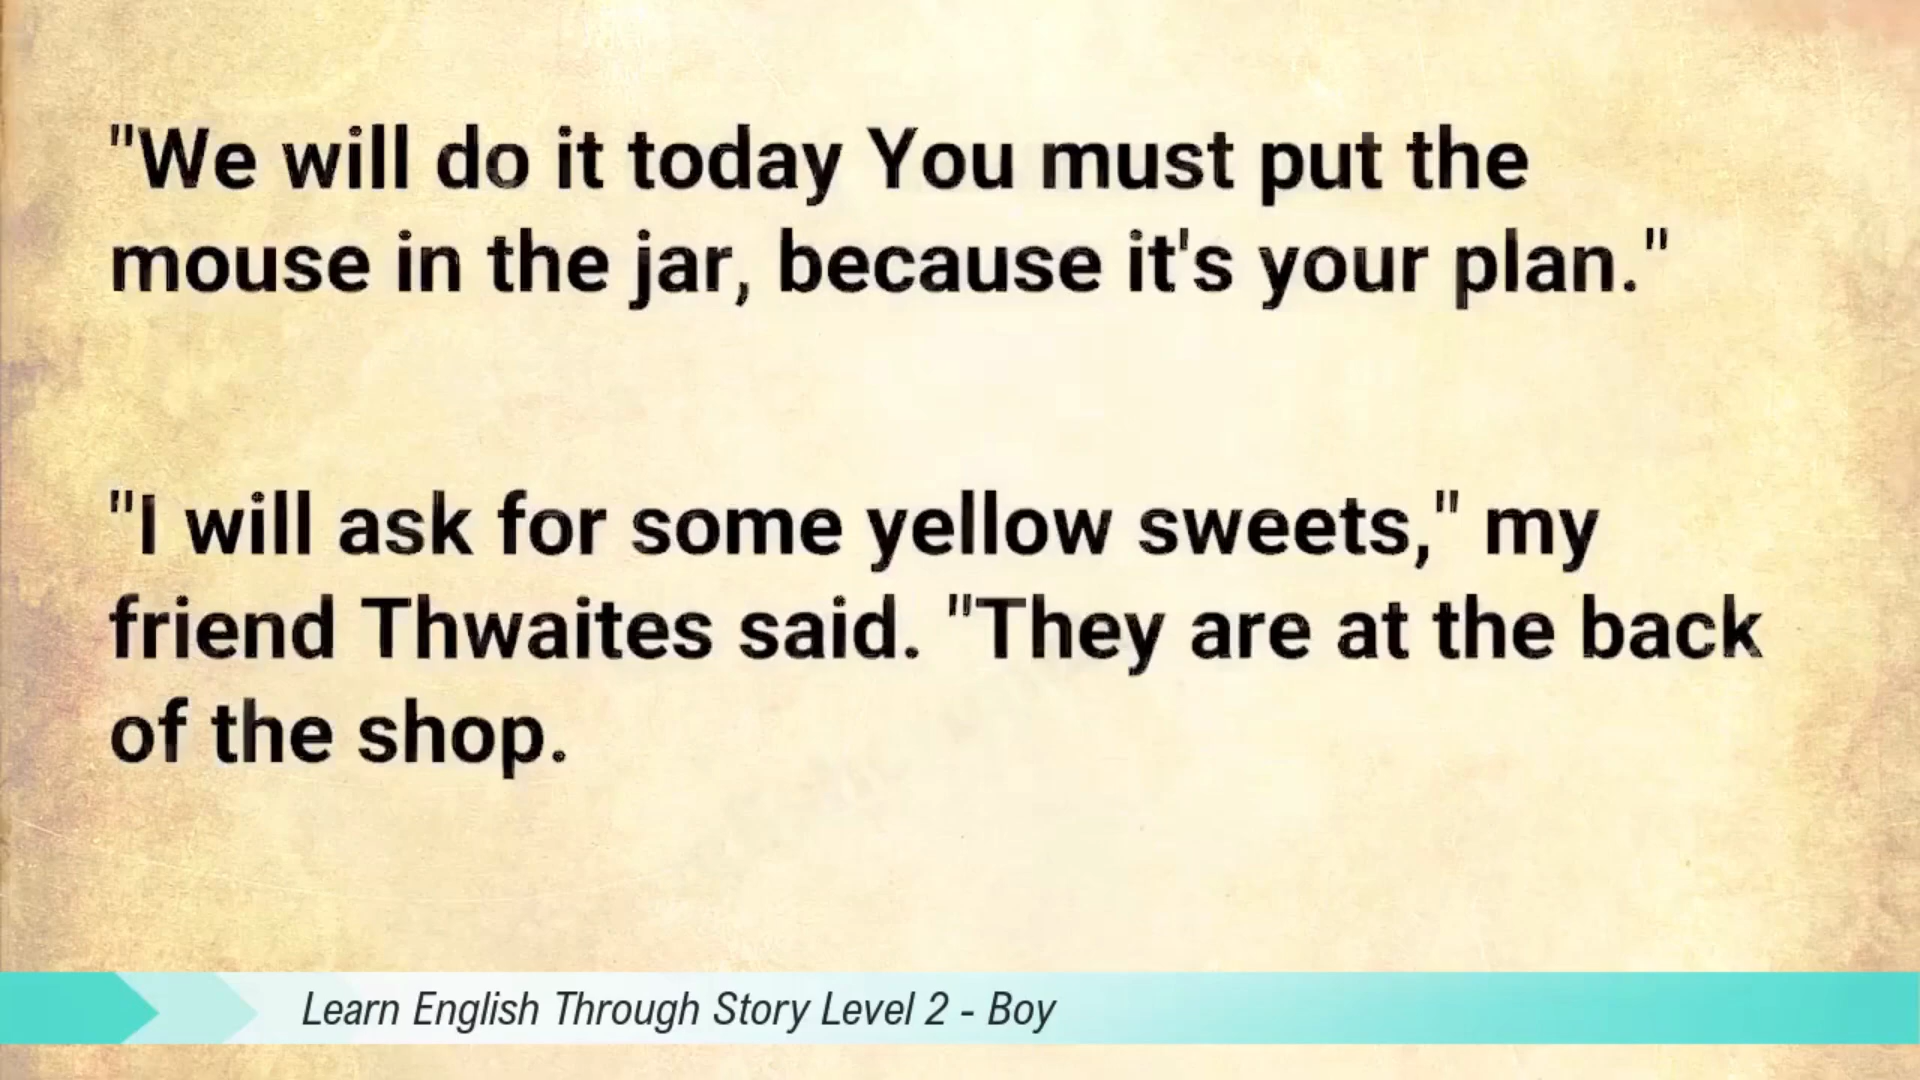 "We will do it today You must put the
mouse in the jar, because it's your plan."
"I will ask for some yellow sweets," my
friend Thwaites said. "They are at the back
of the shop.
Learn English Through Story Level 2 - Boy